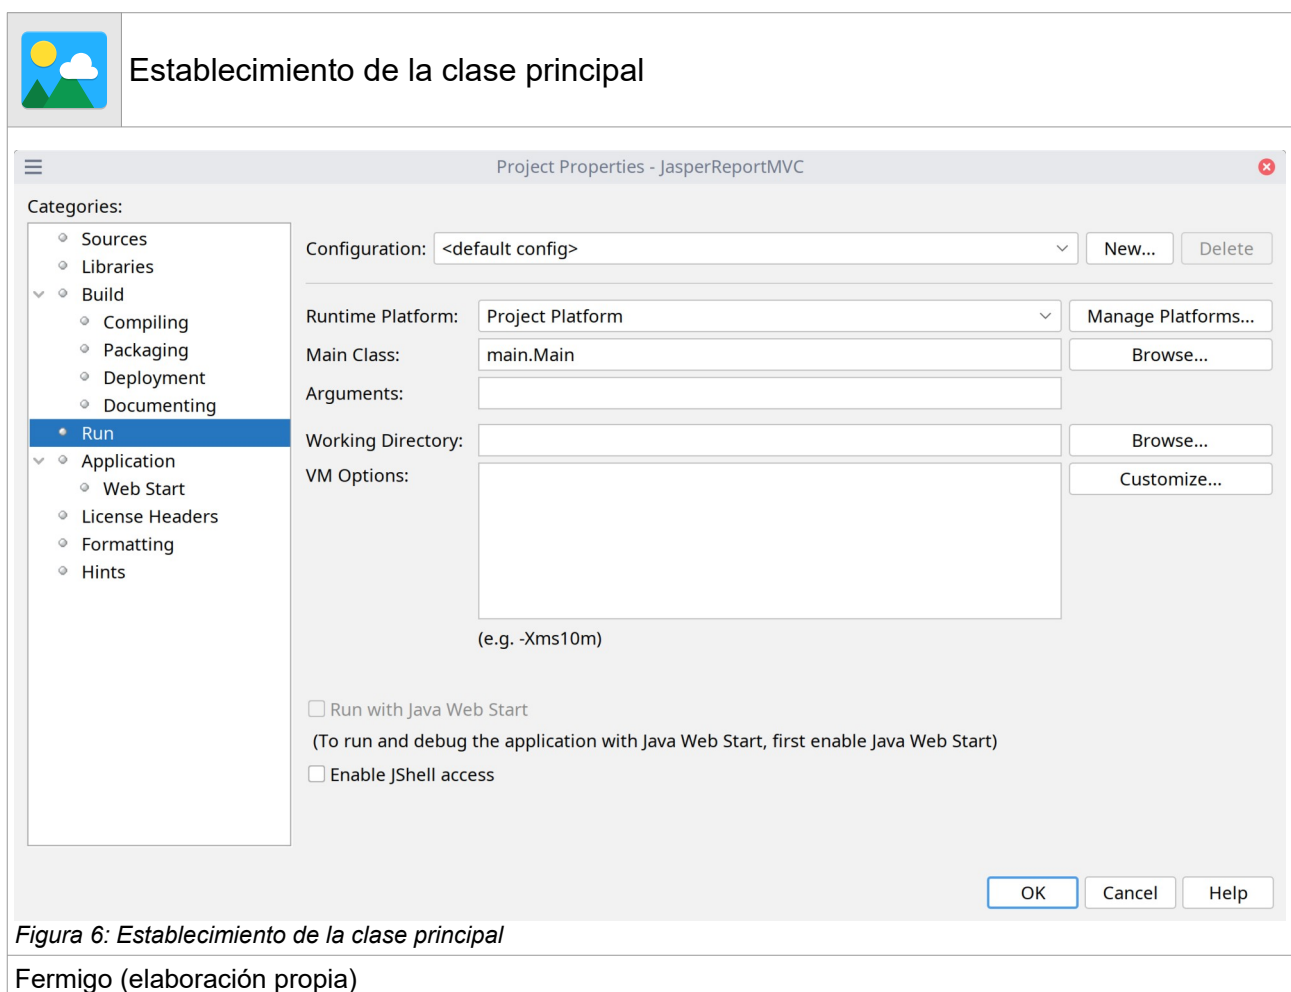 Establecimiento de la clase principal
Project Properties - JasperReportMVC
Categories:
Sources
Libraries
Build
Compiling
Packaging
Deployment
Documenting
Run
Application
Web Start
License Headers
Formatting
Hints
Configuration: <default config> New... Delete
Runtime Platform: Project Platform Manage Platforms...
Main Class: main.Main Browse...
Arguments:
Working Directory: Browse...
VM Options: Customize...
(e.g. -Xms10m)
Run with Java Web Start
(To run and debug the application with Java Web Start, first enable Java Web Start)
Enable JShell access
OK Cancel Help
Figura 6: Establecimiento de la clase principal
Fermigo (elaboración propia)